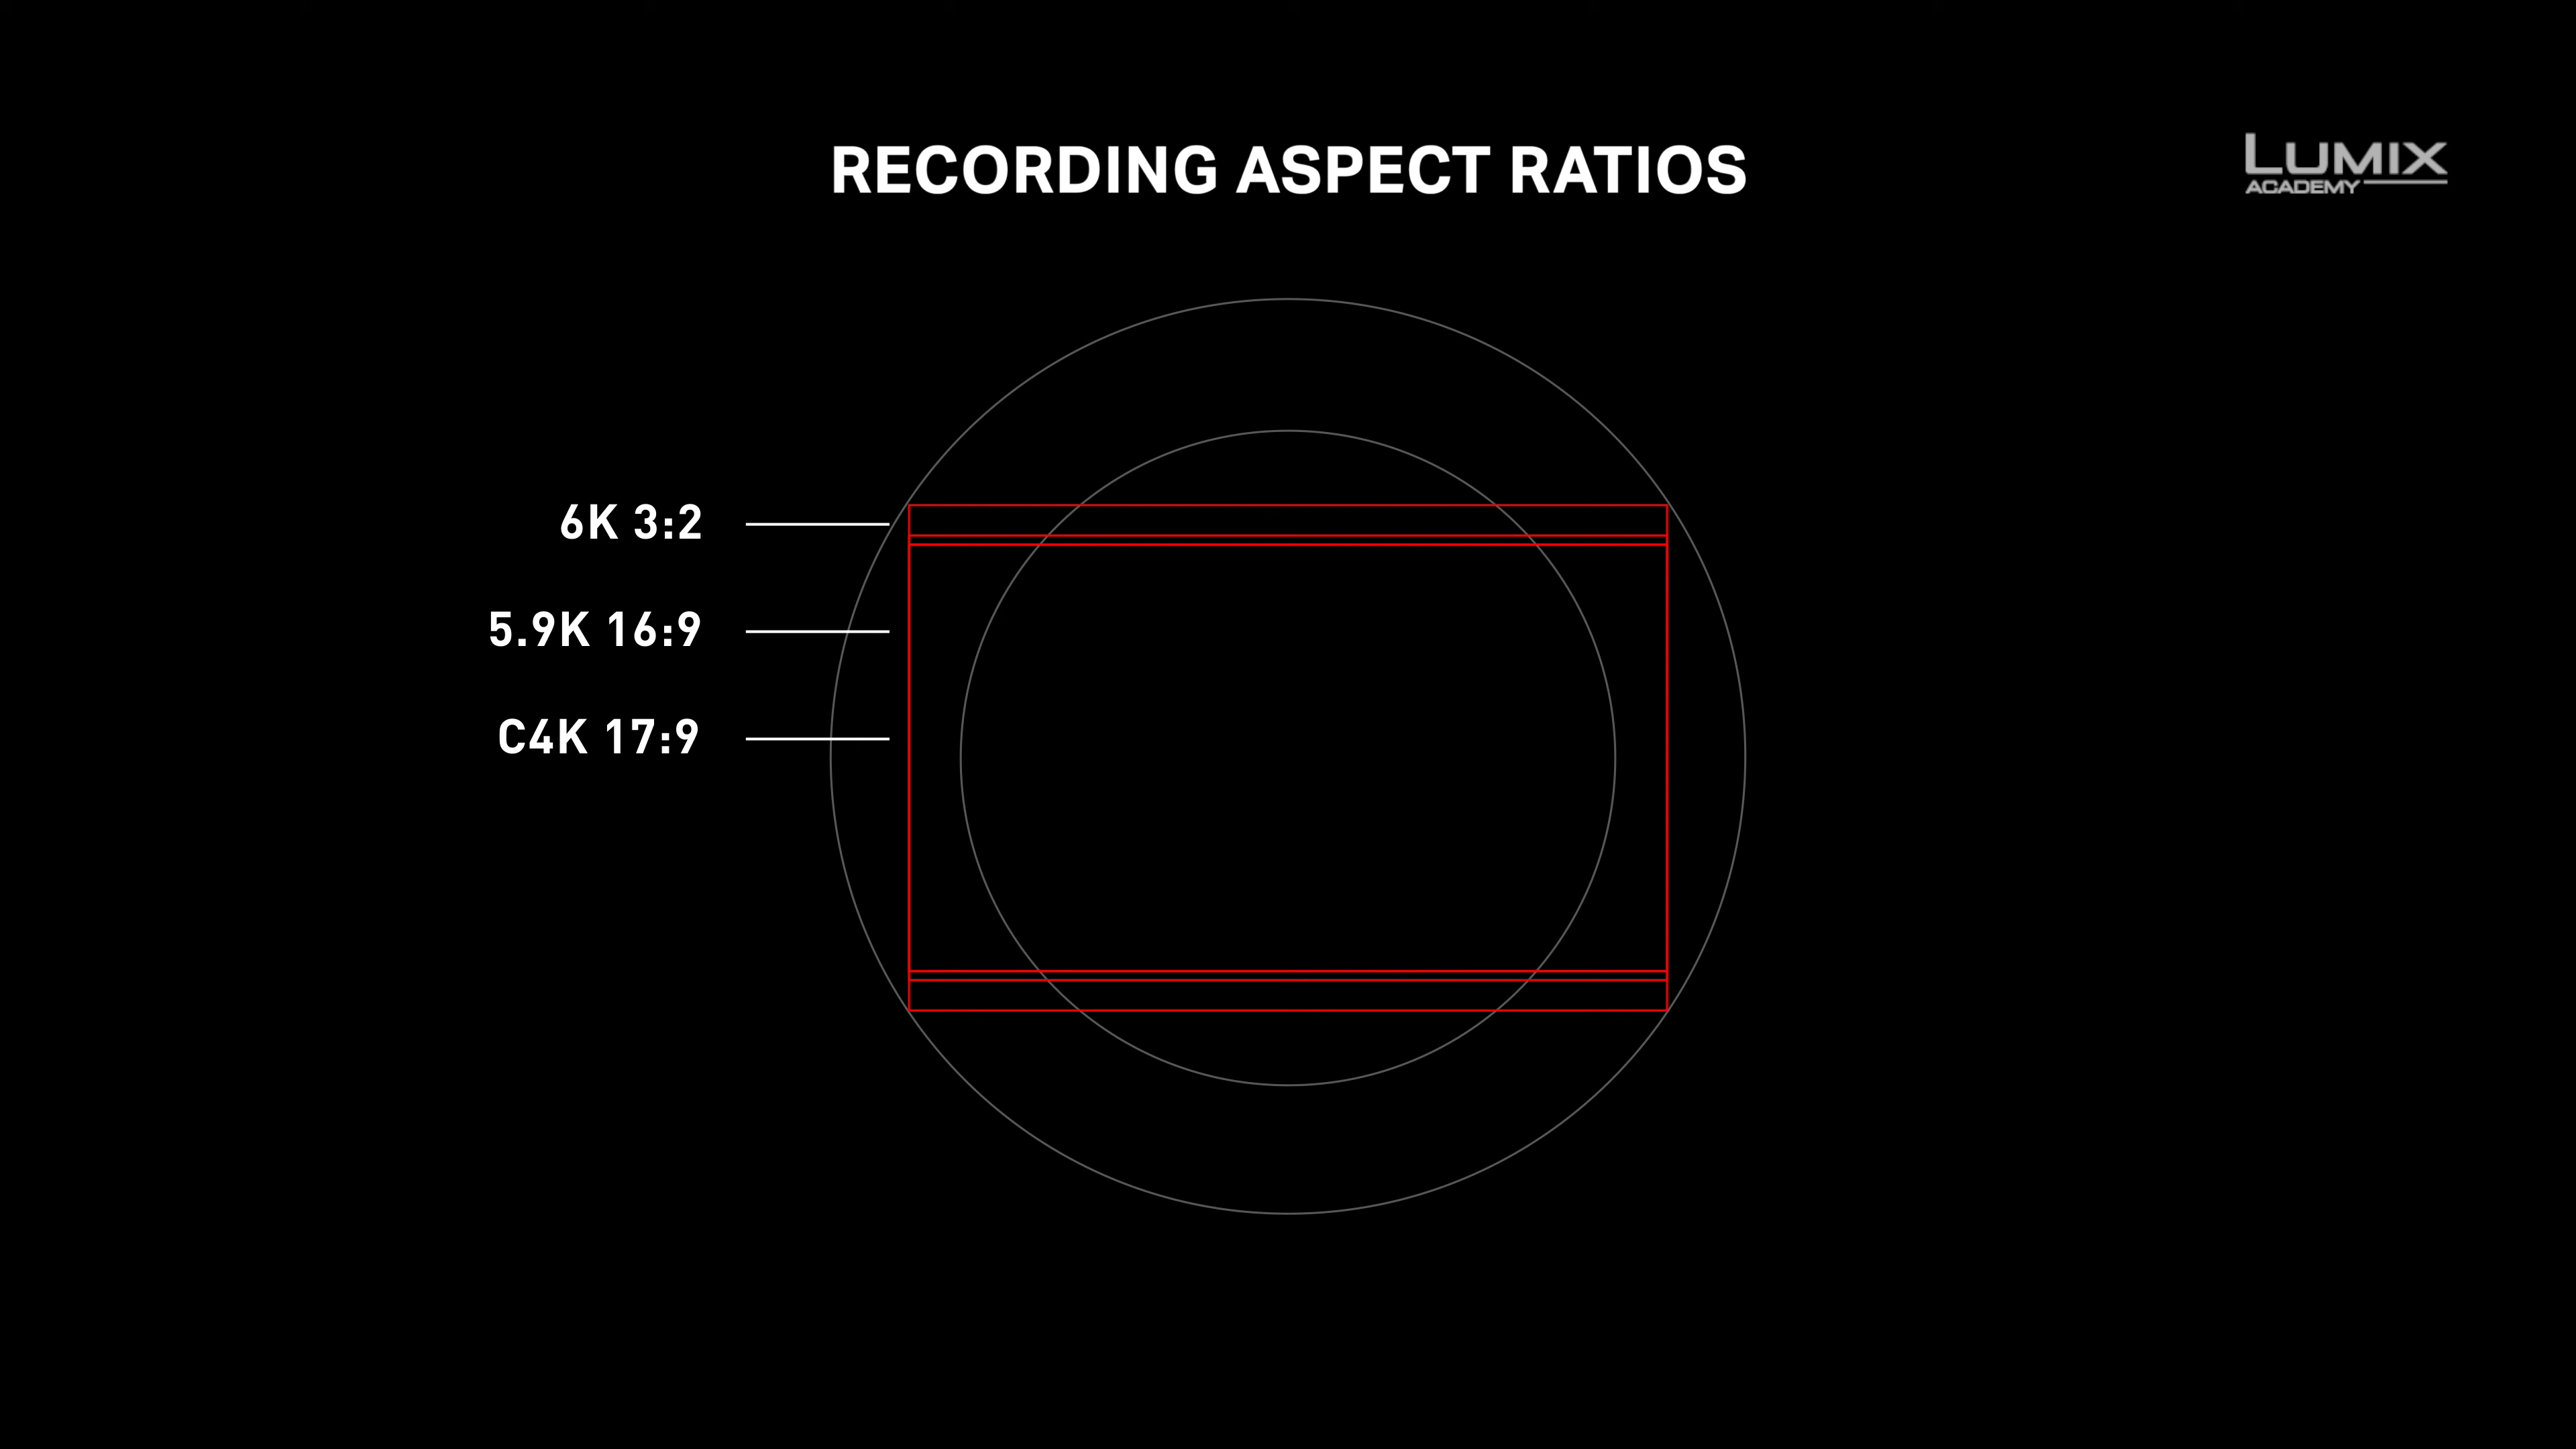 RECORDING ASPECT RATIOS
LUMIX
ACADEMY
6K 3:2
5.9K 16:9
C4K 17:9